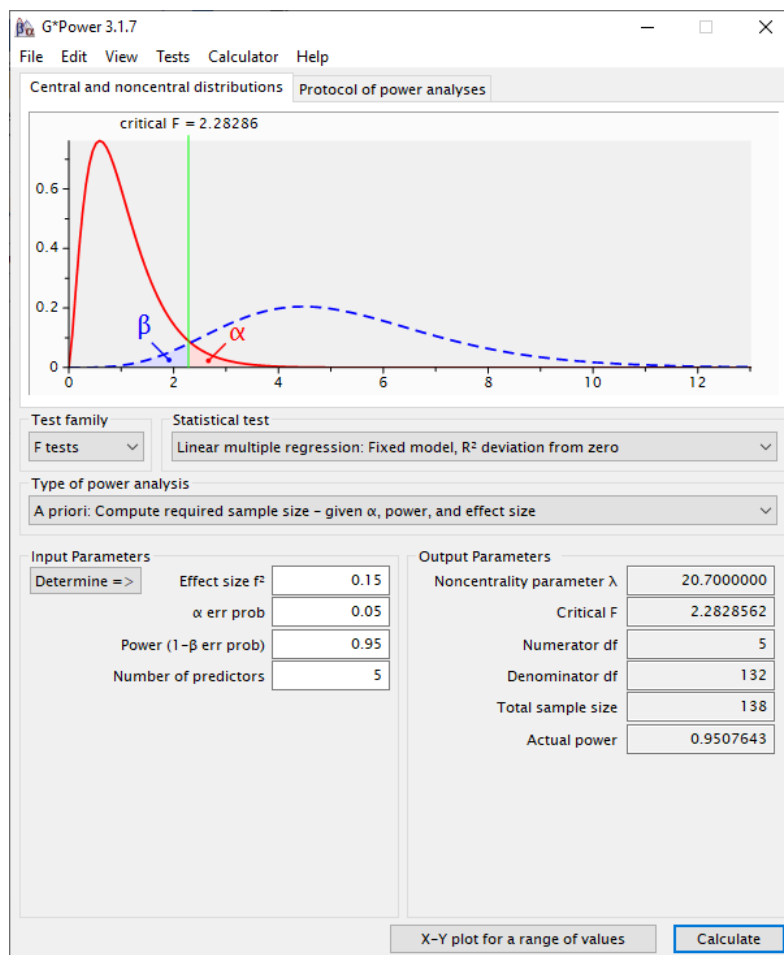 G*Power 3.1.7
File Edit View Tests Calculator Help
Central and noncentral distributions Protocol of power analyses
critical F = 2.28286
0.6
0.4
0.2
0
β
α
0 2 4 6 8 10 12
Test family
F tests
Statistical test
Linear multiple regression: Fixed model, R² deviation from zero
Type of power analysis
A priori: Compute required sample size – given α, power, and effect size
Input Parameters
Determine =>
Effect size f² 0.15
α err prob 0.05
Power (1–β err prob) 0.95
Number of predictors 5
Output Parameters
Noncentrality parameter λ 20.7000000
Critical F 2.2828562
Numerator df 5
Denominator df 132
Total sample size 138
Actual power 0.9507643
X–Y plot for a range of values
Calculate